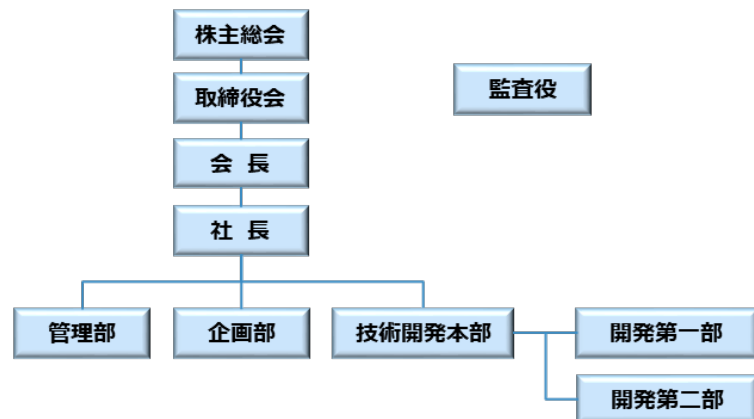 株主総会
取締役会
監査役
会 長
社 長
管理部
企画部
技術開発本部
開発第一部
開発第二部